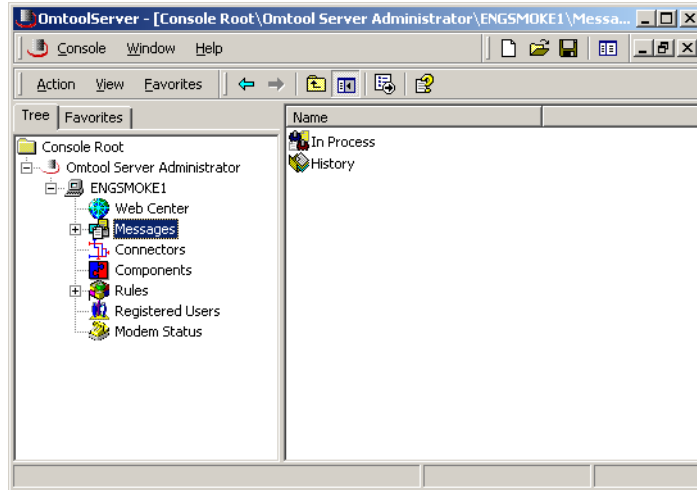 OmtoolServer - [Console Root\Omtool Server Administrator\ENGSMOKE1\Messa...
Console Window Help
Action View Favorites
Tree Favorites
Name
Console Root
Omtool Server Administrator
ENGSMOKE1
Web Center
Messages
Connectors
Components
Rules
Registered Users
Modem Status
In Process
History